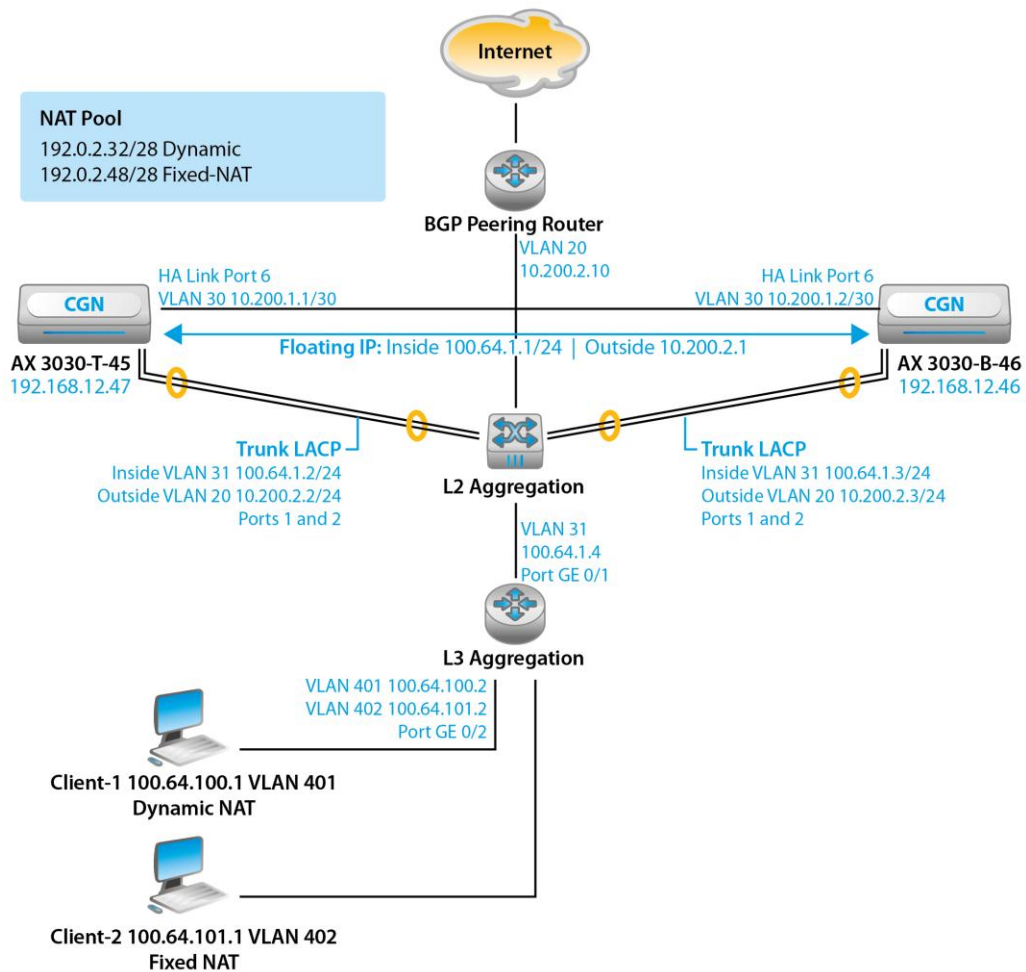 Internet
NAT Pool
192.0.2.32/28 Dynamic
192.0.2.48/28 Fixed-NAT
BGP Peering Router
VLAN 20
10.200.2.10
HA Link Port 6
VLAN 30 10.200.1.1/30
HA Link Port 6
VLAN 30 10.200.1.2/30
CGN
CGN
Floating IP: Inside 100.64.1.1/24 | Outside 10.200.2.1
AX 3030-T-45
192.168.12.47
AX 3030-B-46
192.168.12.46
Trunk LACP
Inside VLAN 31 100.64.1.2/24
Outside VLAN 20 10.200.2.2/24
Ports 1 and 2
Trunk LACP
Inside VLAN 31 100.64.1.3/24
Outside VLAN 20 10.200.2.3/24
Ports 1 and 2
L2 Aggregation
VLAN 31
100.64.1.4
Port GE 0/1
L3 Aggregation
VLAN 401 100.64.100.2
VLAN 402 100.64.101.2
Port GE 0/2
Client-1 100.64.100.1 VLAN 401
Dynamic NAT
Client-2 100.64.101.1 VLAN 402
Fixed NAT